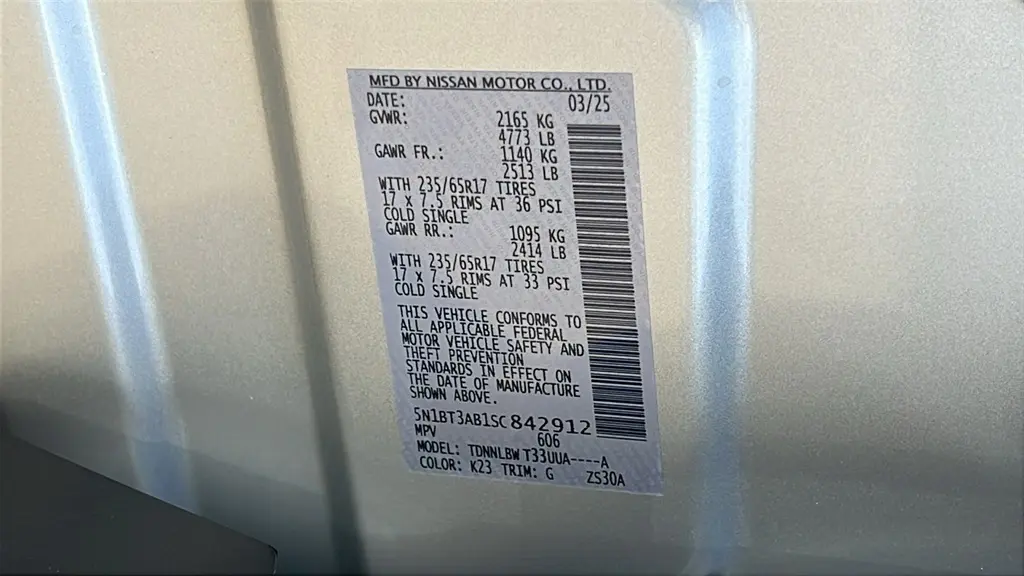 MFD BY NISSAN MOTOR CO., LTD.
DATE: 03/25
GVWR: 2165 KG
4773 LB
GAWR FR.: 1140 KG
2513 LB
WITH 235/65R17 TIRES
17 x 7.5 RIMS AT 36 PSI
COLD SINGLE
GAWR RR.: 1095 KG
2414 LB
WITH 235/65R17 TIRES
17 x 7.5 RIMS AT 33 PSI
COLD SINGLE
THIS VEHICLE CONFORMS TO
ALL APPLICABLE FEDERAL
MOTOR VEHICLE SAFETY AND
THEFT PREVENTION
STANDARDS IN EFFECT ON
THE DATE OF MANUFACTURE
SHOWN ABOVE.
5N1BT3AB1SC842912
MPV 606
MODEL: TDNNLBW T33UUA----A
COLOR: K23 TRIM: G ZS30A